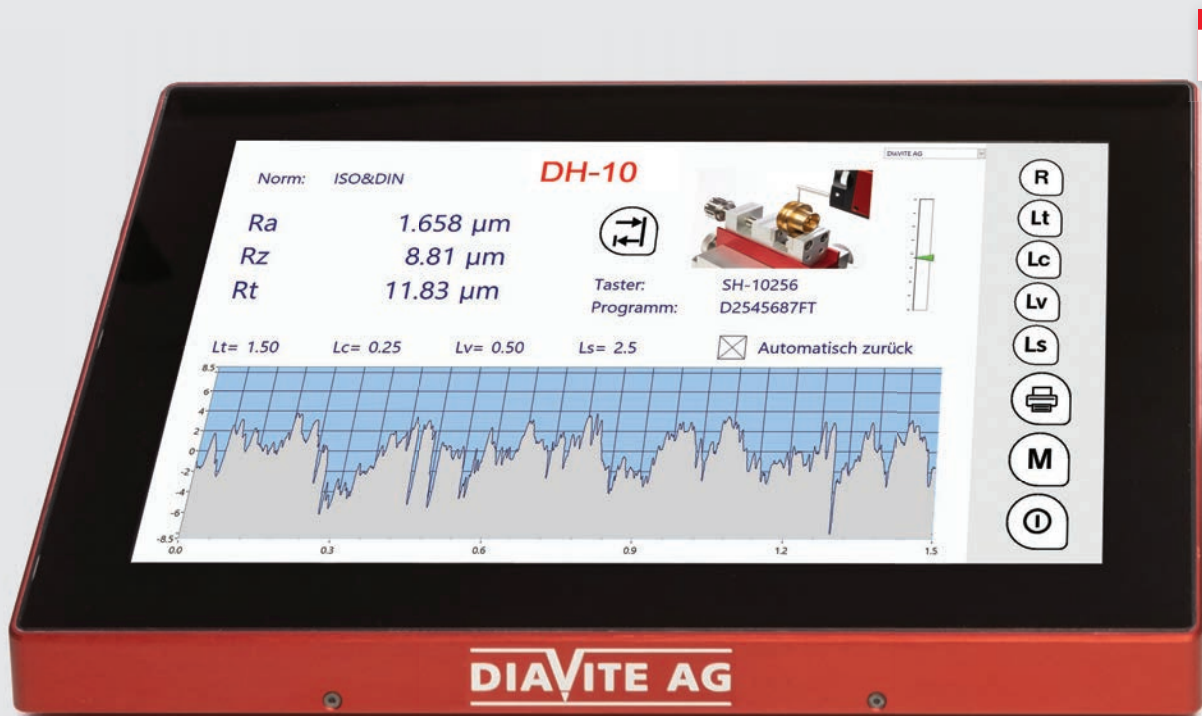 DIAVITE AG
Norm: ISO&DIN
DH-10
Ra 1.658 µm
Rz 8.81 µm
Rt 11.83 µm
Taster: SH-10256
Programm: D2545687FT
Lt= 1.50 Lc= 0.25 Lv= 0.50 Ls= 2.5 Automatisch zurück
8.5
6
4
2
0
-2
-4
-6
-8.5
0.0 0.3 0.6 0.9 1.2 1.5
R
Lt
Lc
Lv
Ls
M
DIAVITE AG